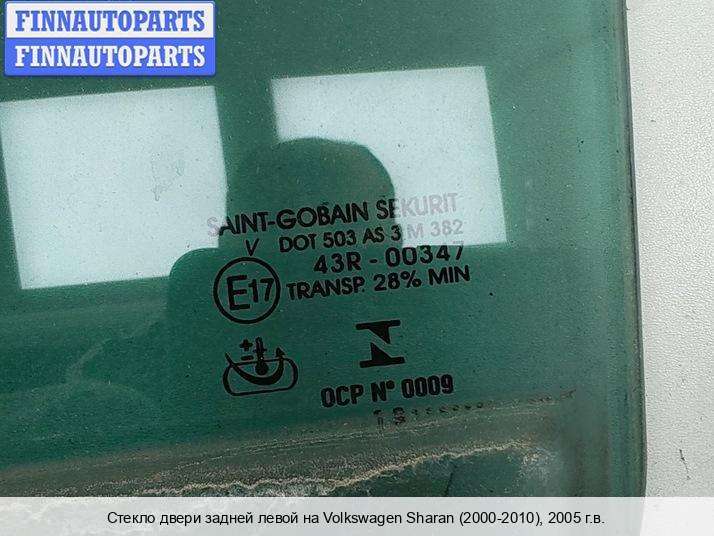 FINNAUTOPARTS
FINNAUTOPARTS
SAINT-GOBAIN SEKURIT
DOT 503 AS 3 M 382
V
43R - 00347
E17
TRANSP. 28% MIN
OCP Nº 0009
Стекло двери задней левой на Volkswagen Sharan (2000-2010), 2005 г.в.